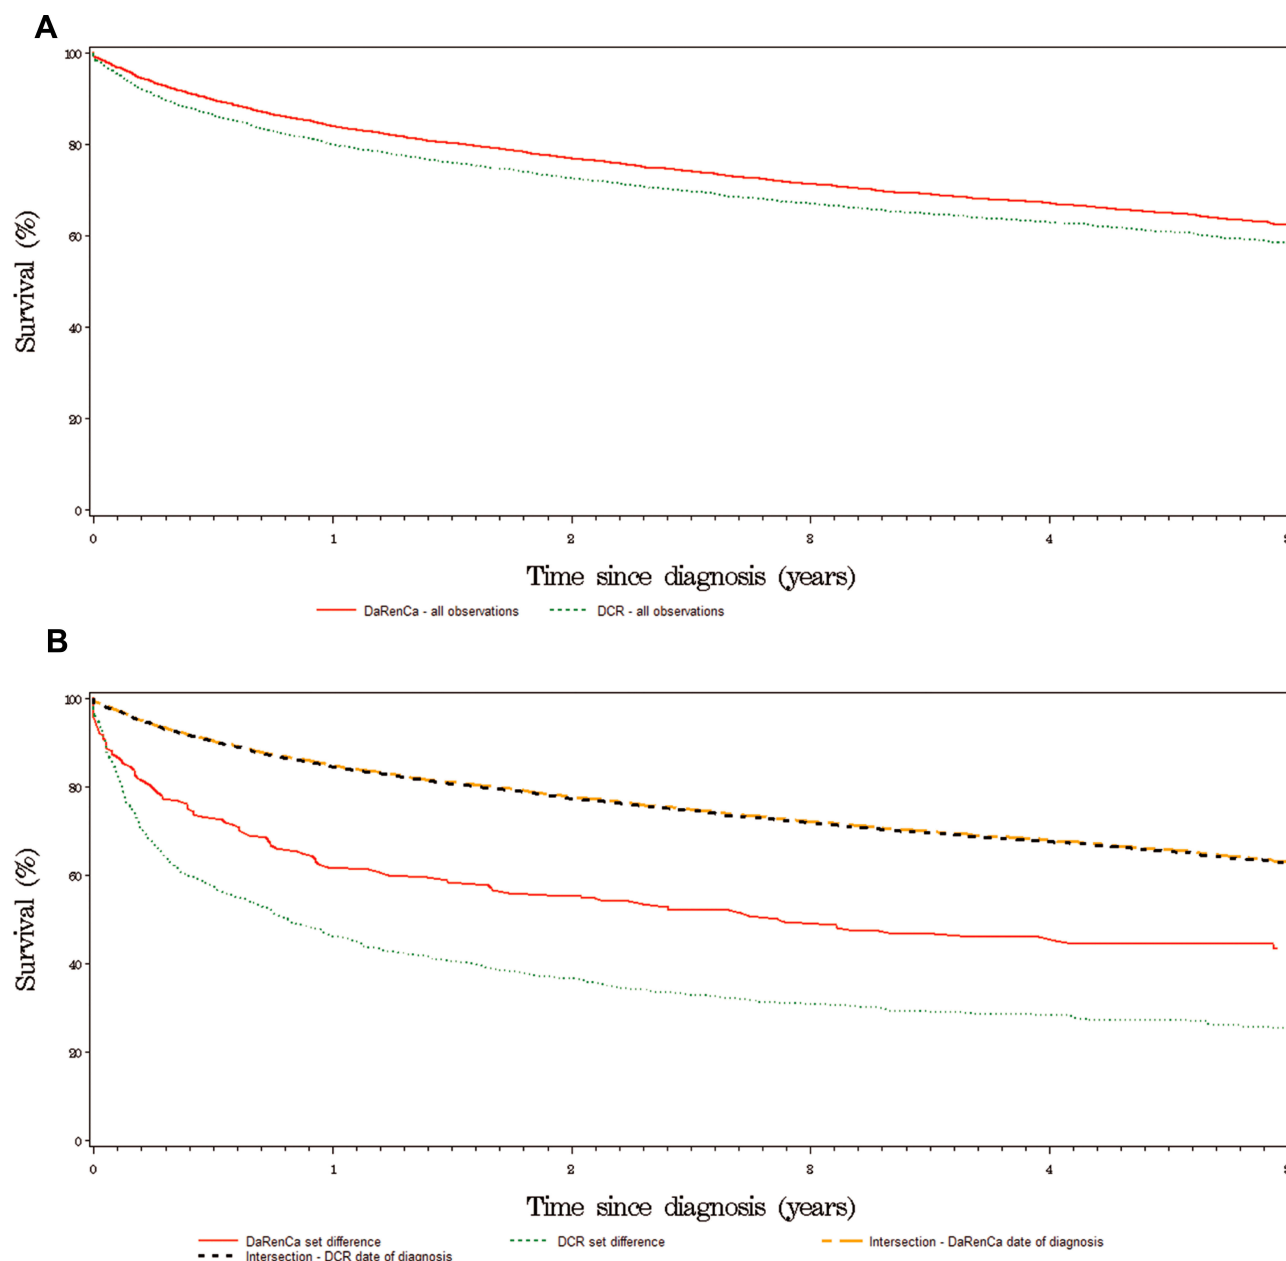 A
100
80
60
40
20
0
Survival (%)
0 1 2 3 4
Time since diagnosis (years)
DaRenCa - all observations DCR - all observations
B
100
80
60
40
20
0
Survival (%)
0 1 2 3 4
Time since diagnosis (years)
DaRenCa set difference DCR set difference Intersection - DaRenCa date of diagnosis
Intersection - DCR date of diagnosis